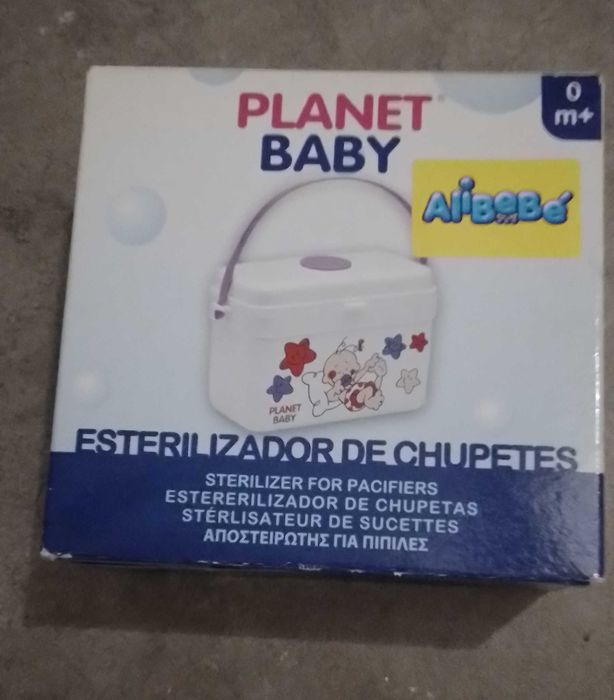 PLANET
BABY
0
m+
AliBeBé
PLANET
BABY
ESTERILIZADOR DE CHUPETES
STERILIZER FOR PACIFIERS
ESTERERILIZADOR DE CHUPETAS
STÉRLISATEUR DE SUCETTES
ΑΠΟΣΤΕΙΡΩΤΗΣ ΓΙΑ ΠΙΠΙΛΕΣ